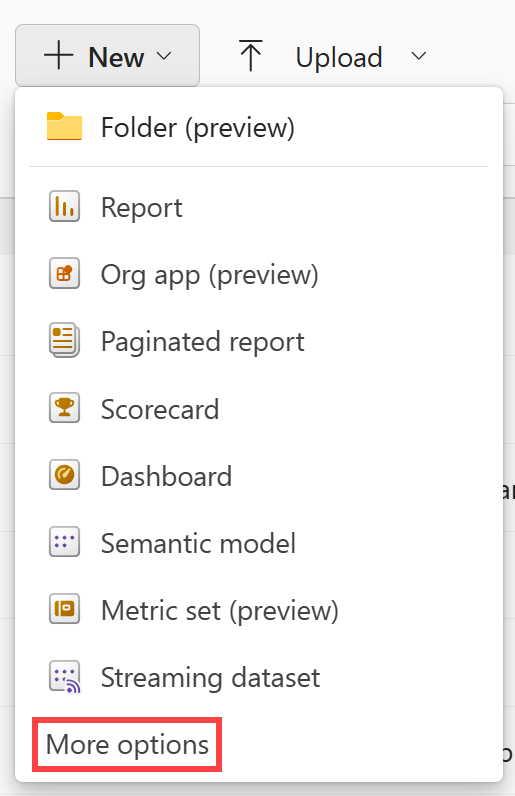 New
Upload
Folder (preview)
Report
Org app (preview)
Paginated report
Scorecard
Dashboard
Semantic model
Metric set (preview)
Streaming dataset
More options